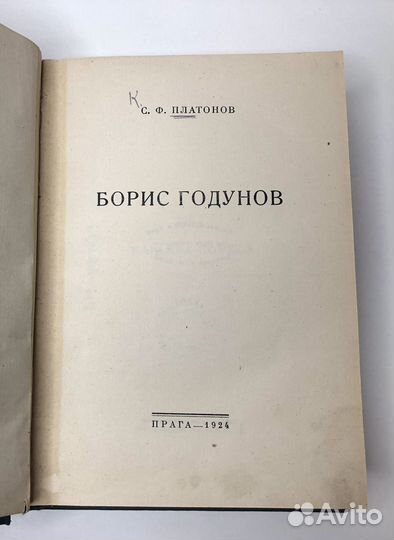 К.
С. Ф. ПЛАТОНОВ
БОРИС ГОДУНОВ
ПРАГА—1924
Avito